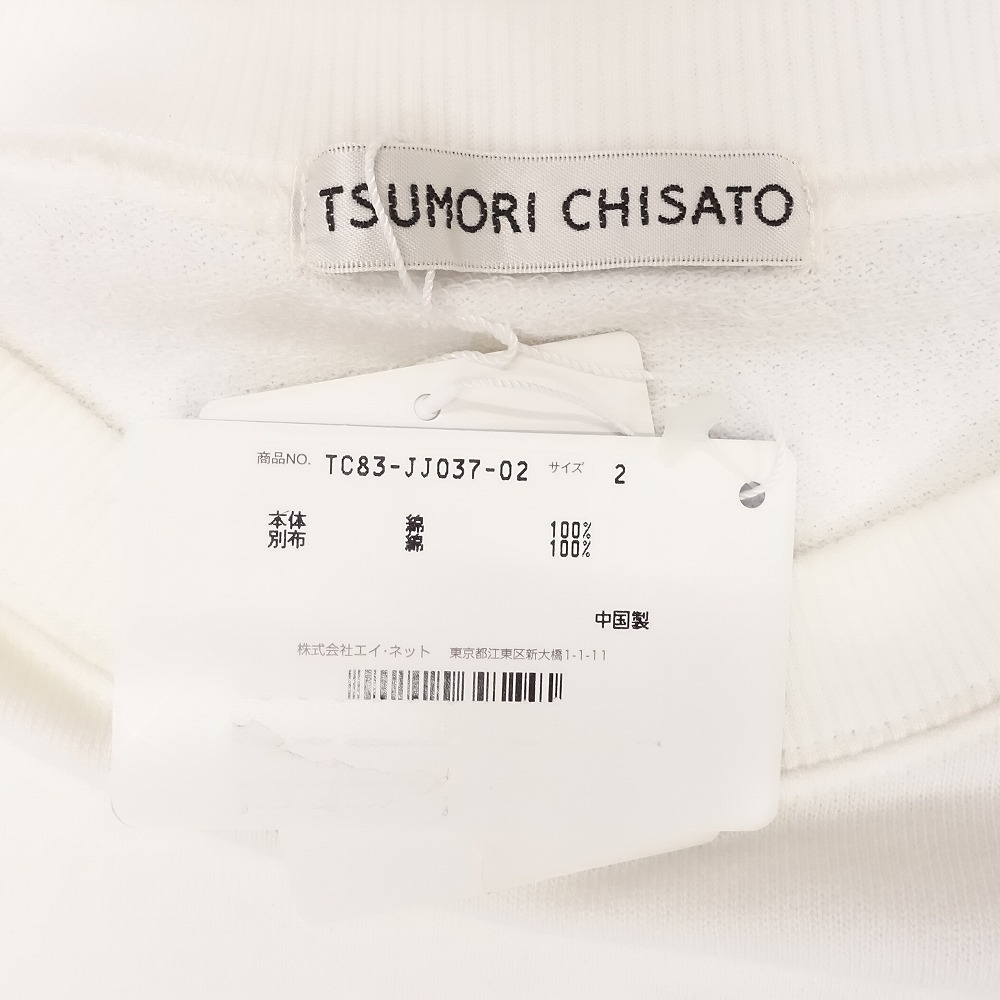 TSUMORI CHISATO
商品NO. TC83-JJ037-02 サイズ 2
本体 綿 100%
別布 綿 100%
中国製
株式会社エイ・ネット 東京都江東区新大橋1-1-11